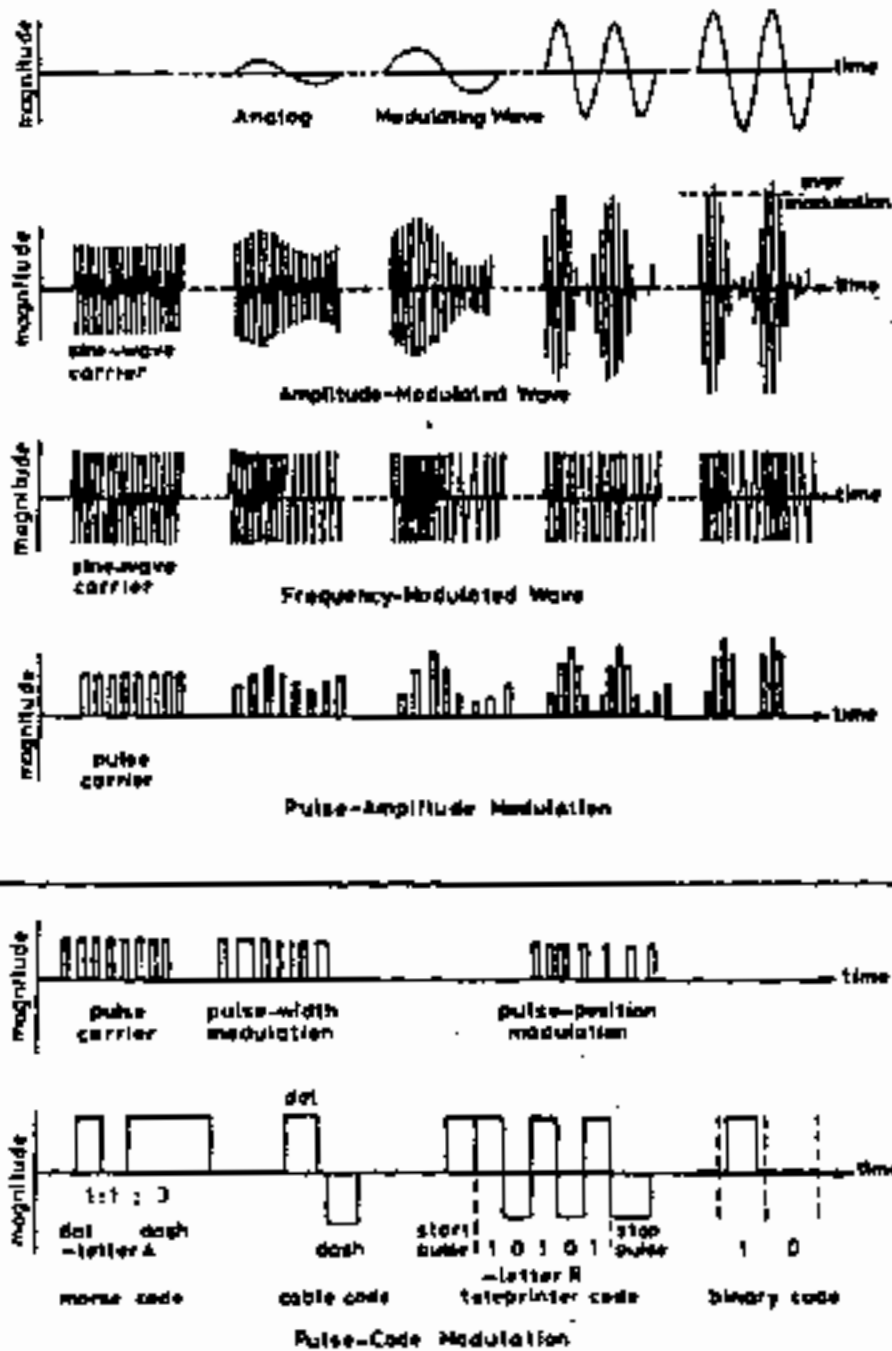 magnitude
time
Analog Modulating Wave
over
modulation
magnitude
time
sine-wave
carrier
Amplitude-Modulated Wave
magnitude
time
sine-wave
carrier
Frequency-Modulated Wave
magnitude
time
pulse
carrier
Pulse-Amplitude Modulation
magnitude
time
pulse pulse-width pulse-position
carrier modulation modulation
dot
magnitude
time
1:1 : 3
dot dash dash start pulse 1 0 1 0 1 stop pulse 1 0
-letter A
-letter
morse code cable code teleprinter code binary code
Pulse-Code Modulation